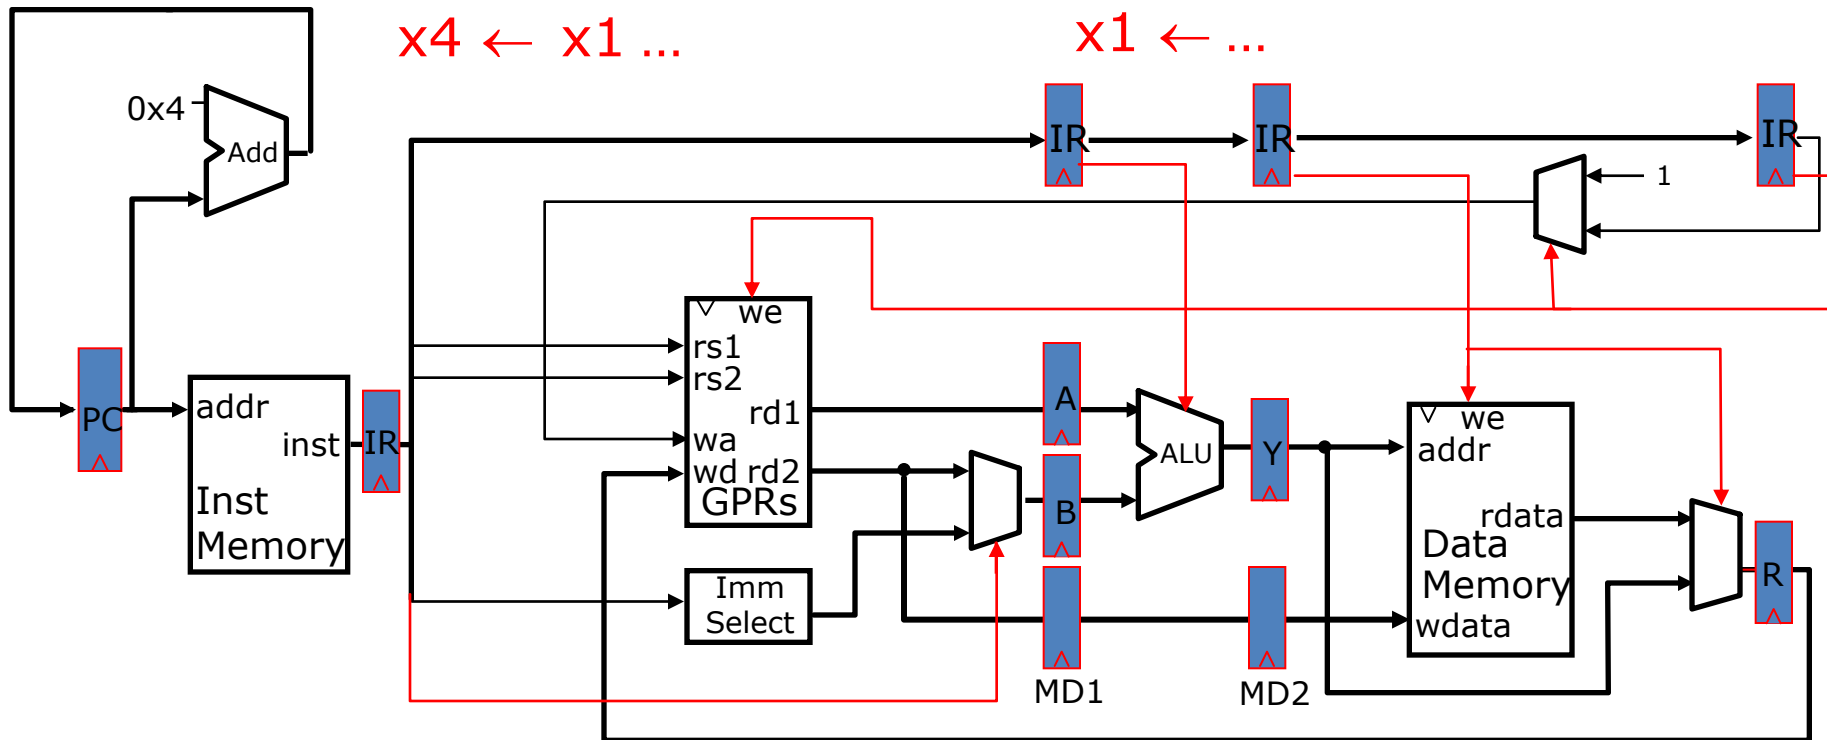 x4 ← x1 ...
x1 ← ...
0x4
Add
IR
IR
IR
1
we
rs1
rs2
rd1
wa
wd rd2
GPRs
PC
addr
inst
Inst
Memory
IR
A
B
ALU
Y
we
addr
rdata
Data
Memory
wdata
R
Imm
Select
MD1
MD2